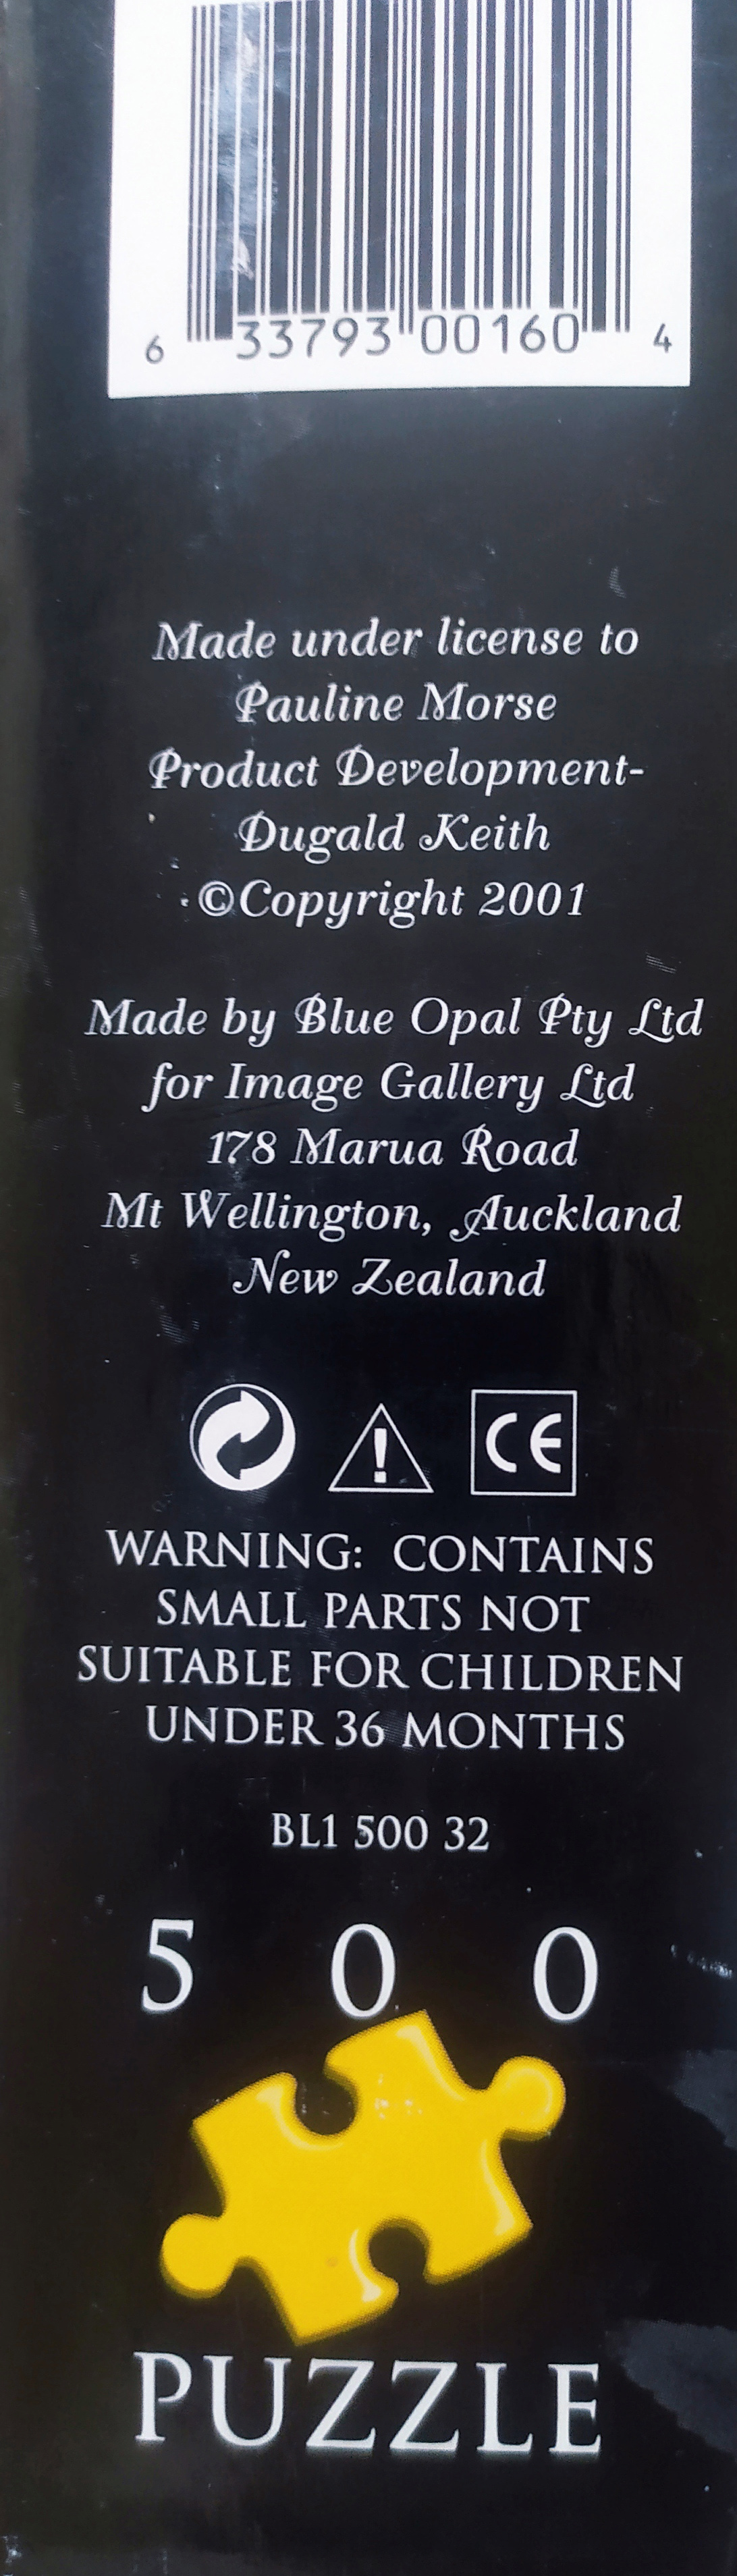 6 33793 00160 4
Made under license to
Pauline Morse
Product Development-
Dugald Keith
©Copyright 2001
Made by Blue Opal Pty Ltd
for Image Gallery Ltd
178 Marua Road
Mt Wellington, Auckland
New Zealand
CE
WARNING: CONTAINS
SMALL PARTS NOT
SUITABLE FOR CHILDREN
UNDER 36 MONTHS
BL1 500 32
5 0 0
PUZZLE